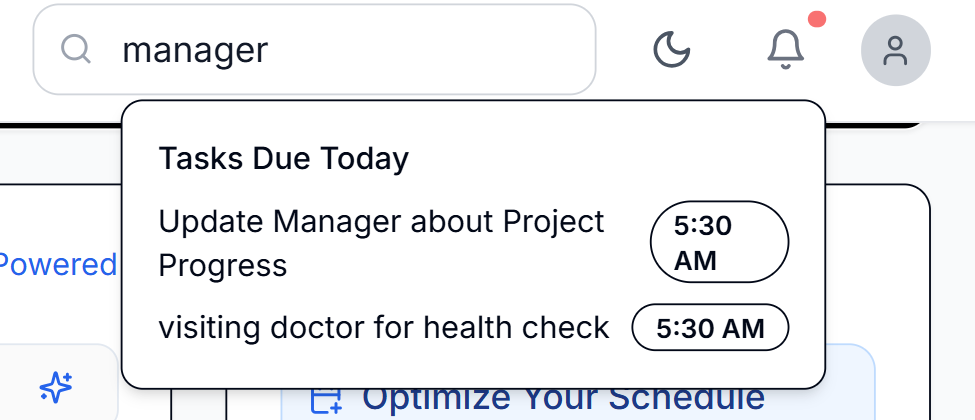 manager
Tasks Due Today
Update Manager about Project
Progress
5:30
AM
visiting doctor for health check
5:30 AM
Powered
Optimize Your Schedule